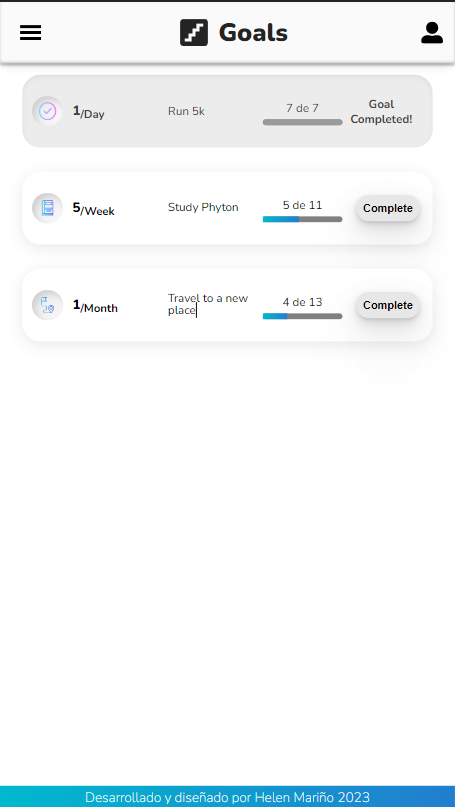 Goals
1/Day
Run 5k
7 de 7
Goal
Completed!
5/Week
Study Phyton
5 de 11
Complete
1/Month
Travel to a new
place
4 de 13
Complete
Desarrollado y diseñado por Helen Mariño 2023